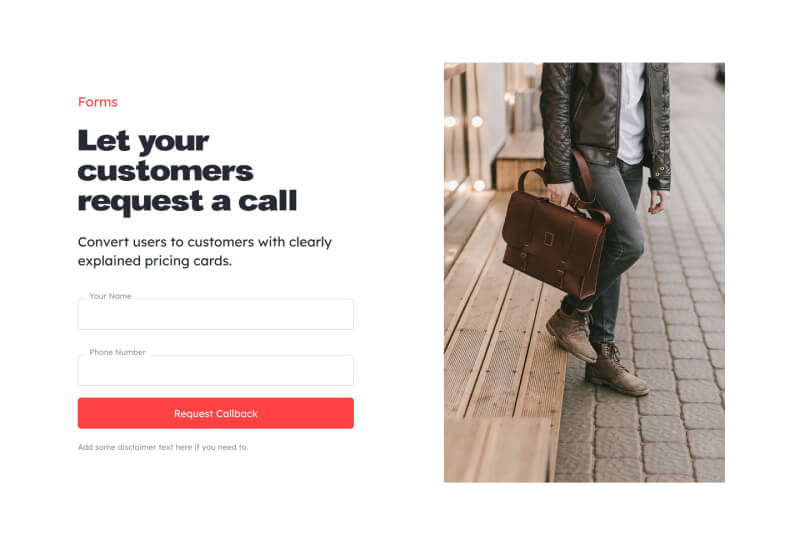 Forms
Let your
customers
request a call
Convert users to customers with clearly
explained pricing cards.
Your Name
Phone Number
Request Callback
Add some disclaimer text here if you need to.